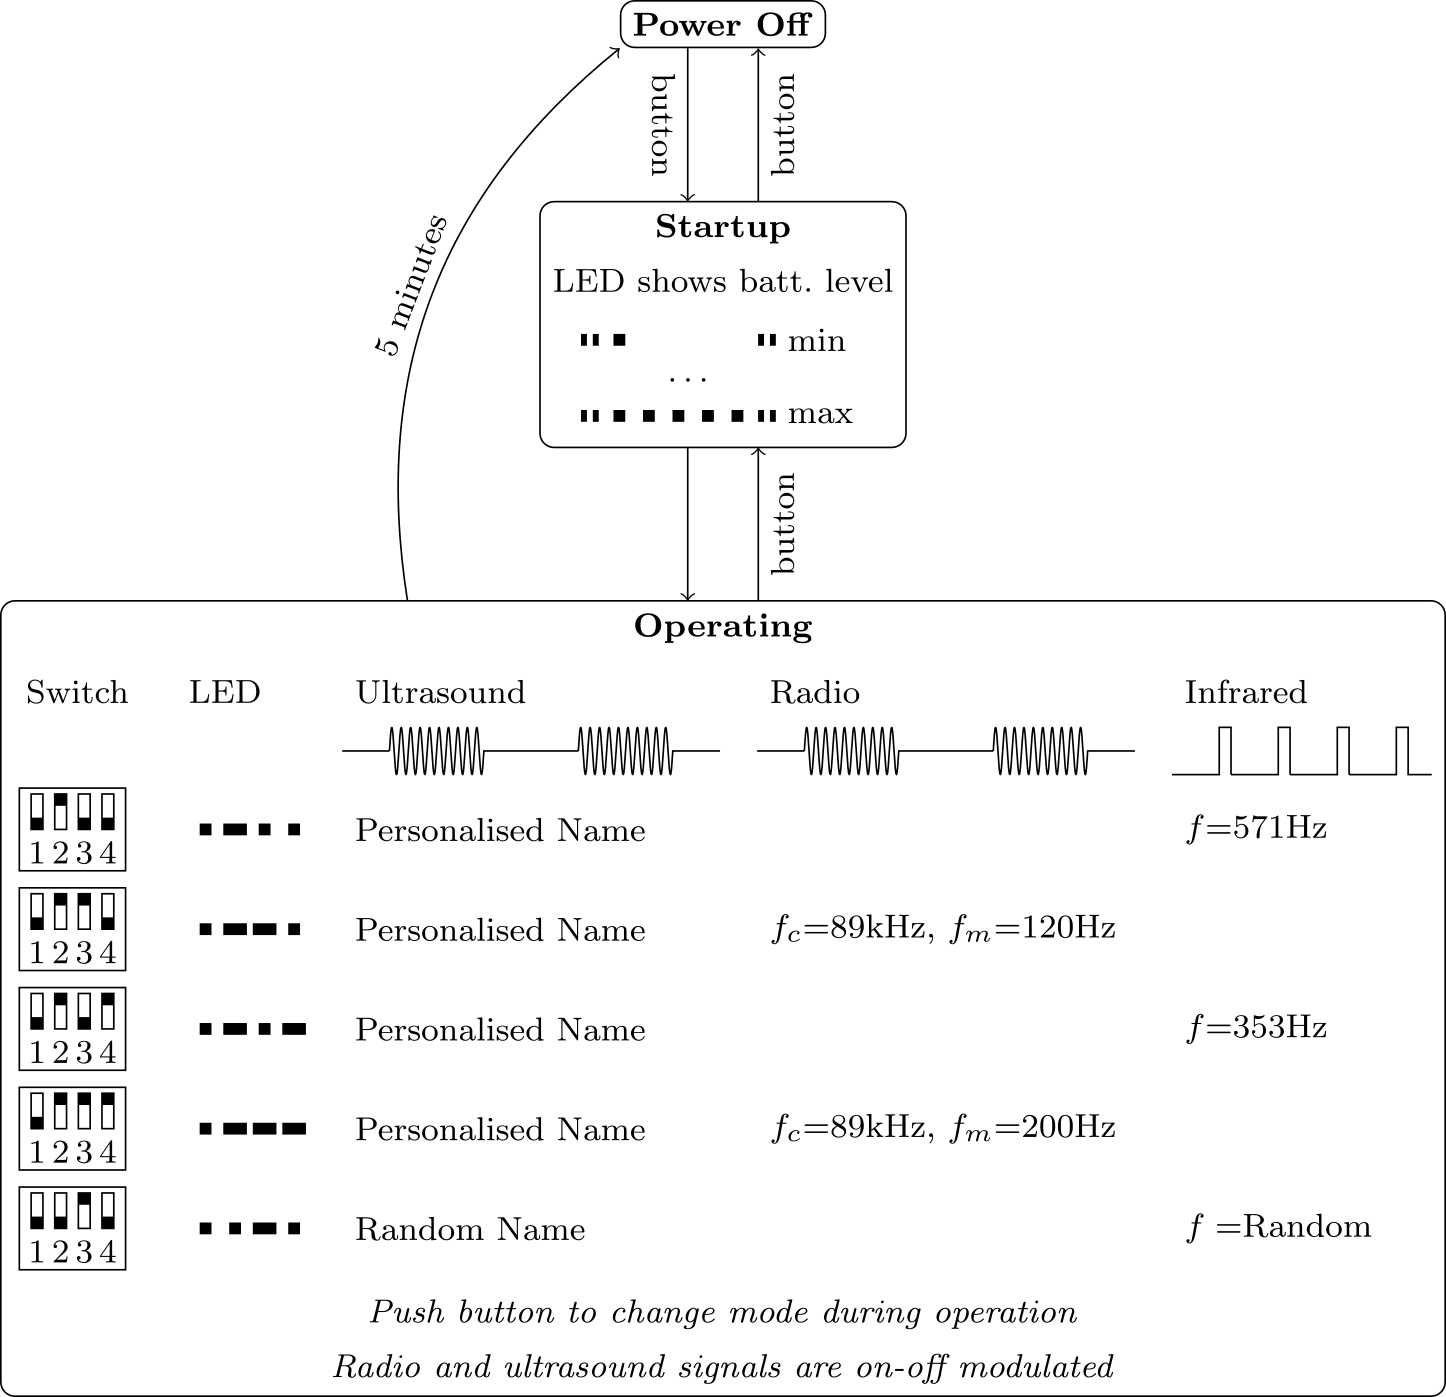 Power Off
button
button
5 minutes
Startup
LED shows batt. level
min
...
max
button
Operating
Switch LED Ultrasound Radio Infrared
1 2 3 4 Personalised Name f=571Hz
1 2 3 4 Personalised Name f_c=89kHz, f_m=120Hz
1 2 3 4 Personalised Name f=353Hz
1 2 3 4 Personalised Name f_c=89kHz, f_m=200Hz
1 2 3 4 Random Name f =Random
Push button to change mode during operation
Radio and ultrasound signals are on-off modulated